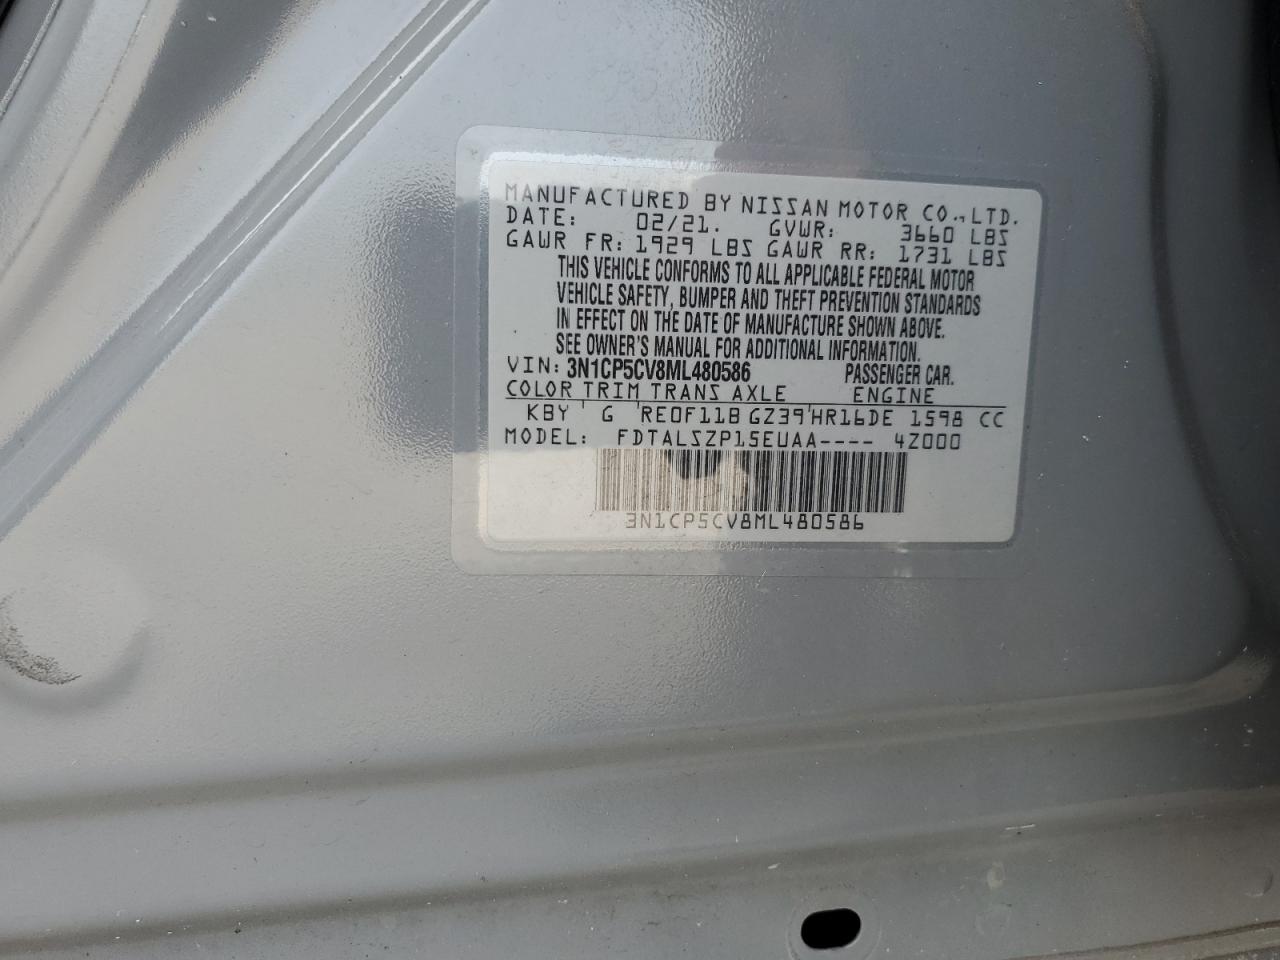 MANUFACTURED BY NISSAN MOTOR CO., LTD.
DATE: 02/21. GVWR: 3660 LBS
GAWR FR: 1929 LBS GAWR RR: 1731 LBS
THIS VEHICLE CONFORMS TO ALL APPLICABLE FEDERAL MOTOR
VEHICLE SAFETY, BUMPER AND THEFT PREVENTION STANDARDS
IN EFFECT ON THE DATE OF MANUFACTURE SHOWN ABOVE.
SEE OWNER'S MANUAL FOR ADDITIONAL INFORMATION.
VIN: 3N1CP5CV8ML480586 PASSENGER CAR.
COLOR TRIM TRANS AXLE ENGINE
KBY G RE0F11B GZ39 HR16DE 1598 CC
MODEL: FDTALSZP15EUAA---- 4Z000
3N1CP5CV8ML480586